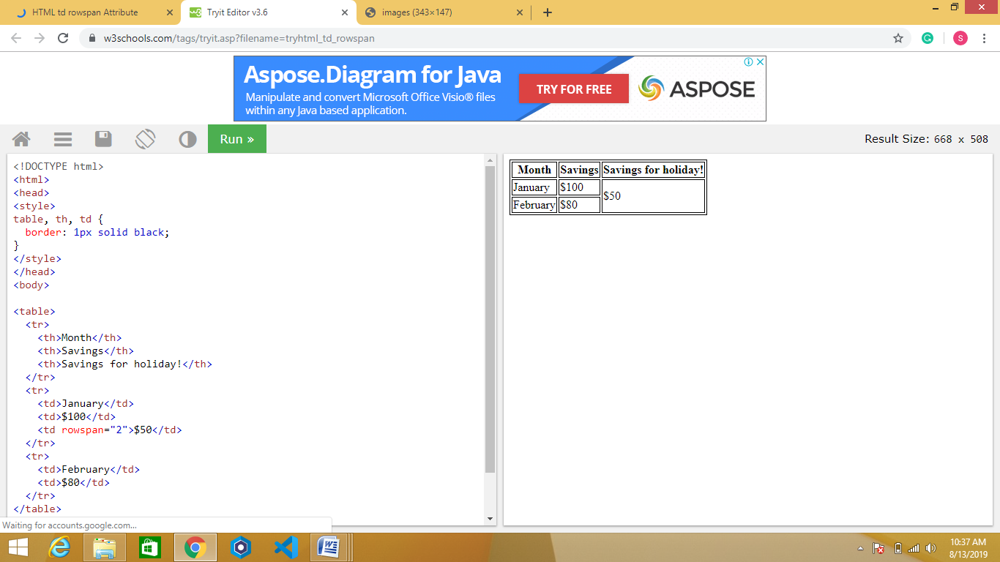 HTML td rowspan Attribute
Tryit Editor v3.6
images (343×147)
w3schools.com/tags/tryit.asp?filename=tryhtml_td_rowspan
S
Aspose.Diagram for Java
Manipulate and convert Microsoft Office Visio® files
within any Java based application.
TRY FOR FREE
ASPOSE
Run »
Result Size: 668 x 508
<!DOCTYPE html>
<html>
<head>
<style>
table, th, td {
  border: 1px solid black;
}
</style>
</head>
<body>

<table>
  <tr>
    <th>Month</th>
    <th>Savings</th>
    <th>Savings for holiday!</th>
  </tr>
  <tr>
    <td>January</td>
    <td>$100</td>
    <td rowspan="2">$50</td>
  </tr>
  <tr>
    <td>February</td>
    <td>$80</td>
  </tr>
</table>
Month Savings Savings for holiday!
January $100 $50
February $80
Waiting for accounts.google.com...
10:37 AM
8/13/2019